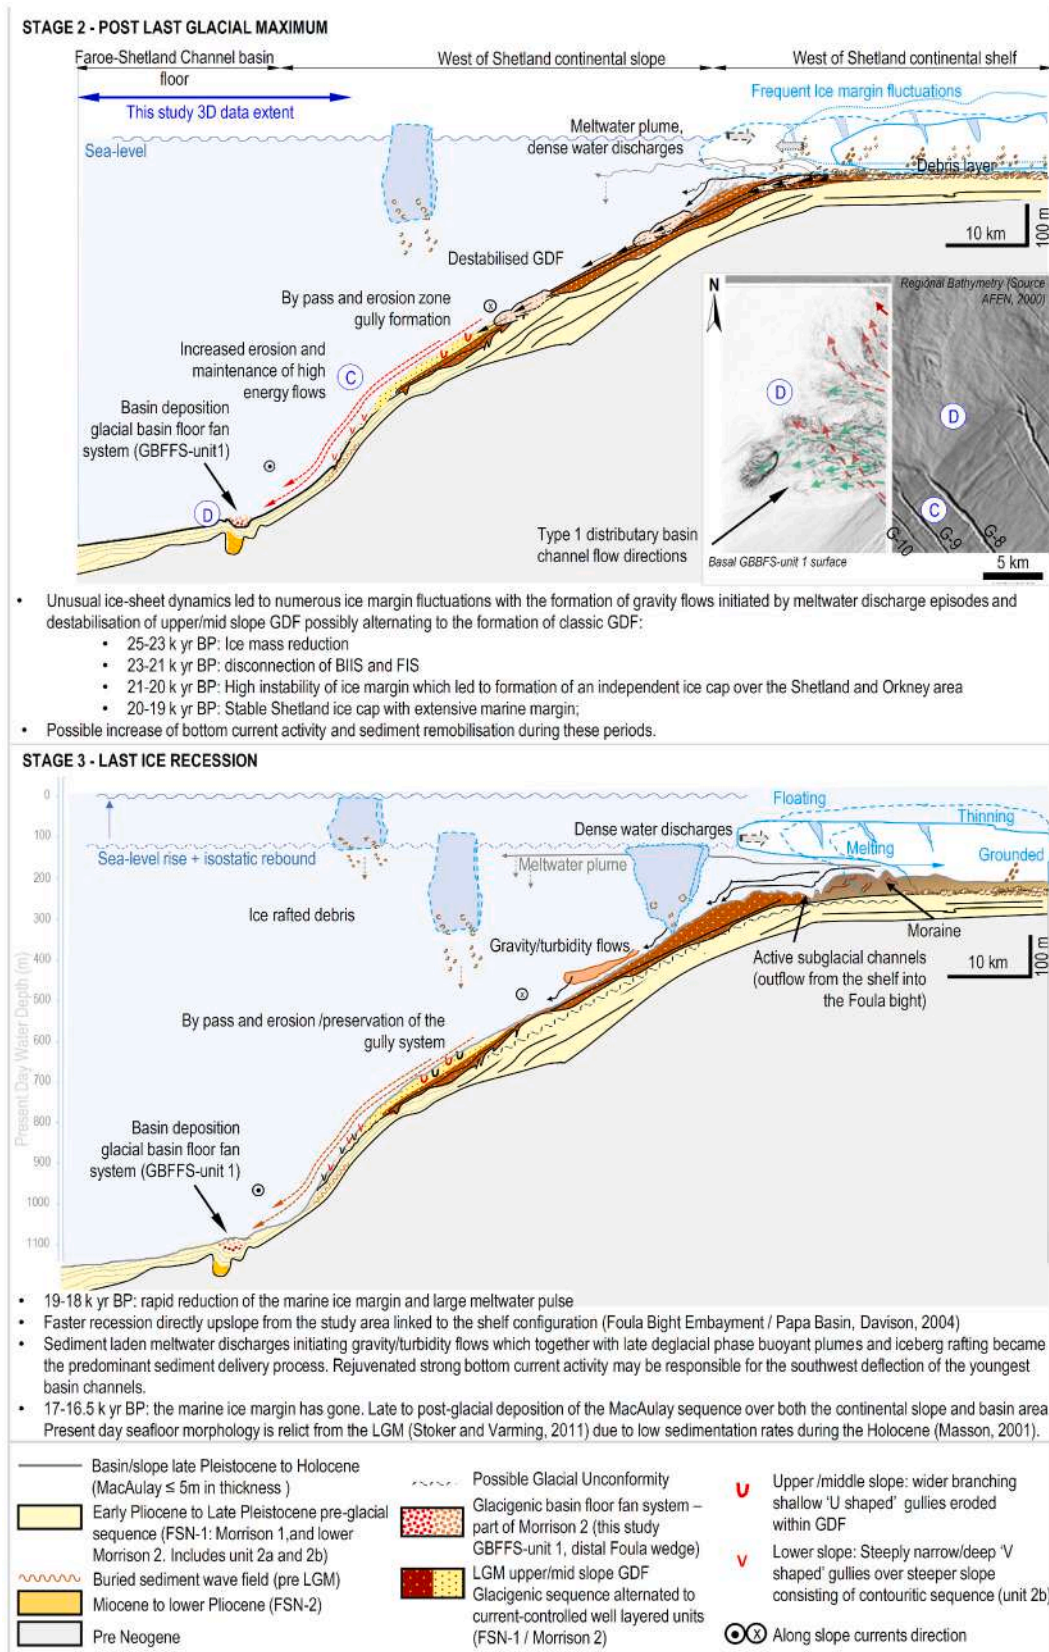 STAGE 2 - POST LAST GLACIAL MAXIMUM
Faroe-Shetland Channel basin
floor
West of Shetland continental slope
West of Shetland continental shelf
This study 3D data extent
Frequent Ice margin fluctuations
Sea-level
Meltwater plume,
dense water discharges
Debris layer
10 km
100 m
Destabilised GDF
By pass and erosion zone
gully formation
Increased erosion and
maintenance of high
energy flows
C
Basin deposition
glacial basin floor fan
system (GBFFS-unit1)
D
Type 1 distributary basin
channel flow directions
N
Regional Bathymetry (Source
AFEN, 2000)
D
D
C
G-10
G-9
G-8
Basal GBBFS-unit 1 surface
5 km
• Unusual ice-sheet dynamics led to numerous ice margin fluctuations with the formation of gravity flows initiated by meltwater discharge episodes and
destabilisation of upper/mid slope GDF possibly alternating to the formation of classic GDF:
• 25-23 k yr BP: Ice mass reduction
• 23-21 k yr BP: disconnection of BIIS and FIS
• 21-20 k yr BP: High instability of ice margin which led to formation of an independent ice cap over the Shetland and Orkney area
• 20-19 k yr BP: Stable Shetland ice cap with extensive marine margin;
• Possible increase of bottom current activity and sediment remobilisation during these periods.
STAGE 3 - LAST ICE RECESSION
0
100
200
300
400
500
600
700
800
900
1000
1100
Present Day Water Depth (m)
Sea-level rise + isostatic rebound
Floating
Thinning
Dense water discharges
Melting
Meltwater plume
Grounded
Ice rafted debris
Gravity/turbidity flows
Moraine
Active subglacial channels
(outflow from the shelf into
the Foula bight)
10 km
100 m
By pass and erosion /preservation of the
gully system
Basin deposition
glacial basin floor fan
system (GBFFS-unit 1)
• 19-18 k yr BP: rapid reduction of the marine ice margin and large meltwater pulse
• Faster recession directly upslope from the study area linked to the shelf configuration (Foula Bight Embayment / Papa Basin, Davison, 2004)
• Sediment laden meltwater discharges initiating gravity/turbidity flows which together with late deglacial phase buoyant plumes and iceberg rafting became
the predominant sediment delivery process. Rejuvenated strong bottom current activity may be responsible for the southwest deflection of the youngest
basin channels.
• 17-16.5 k yr BP: the marine ice margin has gone. Late to post-glacial deposition of the MacAulay sequence over both the continental slope and basin area.
Present day seafloor morphology is relict from the LGM (Stoker and Varming, 2011) due to low sedimentation rates during the Holocene (Masson, 2001).
Basin/slope late Pleistocene to Holocene
(MacAulay ≤ 5m in thickness )
Early Pliocene to Late Pleistocene pre-glacial
sequence (FSN-1: Morrison 1,and lower
Morrison 2. Includes unit 2a and 2b)
Buried sediment wave field (pre LGM)
Miocene to lower Pliocene (FSN-2)
Pre Neogene
Possible Glacial Unconformity
Glacigenic basin floor fan system –
part of Morrison 2 (this study
GBFFS-unit 1, distal Foula wedge)
LGM upper/mid slope GDF
Glacigenic sequence alternated to
current-controlled well layered units
(FSN-1 / Morrison 2)
Upper /middle slope: wider branching
shallow 'U shaped' gullies eroded
within GDF
Lower slope: Steeply narrow/deep 'V
shaped' gullies over steeper slope
consisting of contouritic sequence (unit 2b)
Along slope currents direction